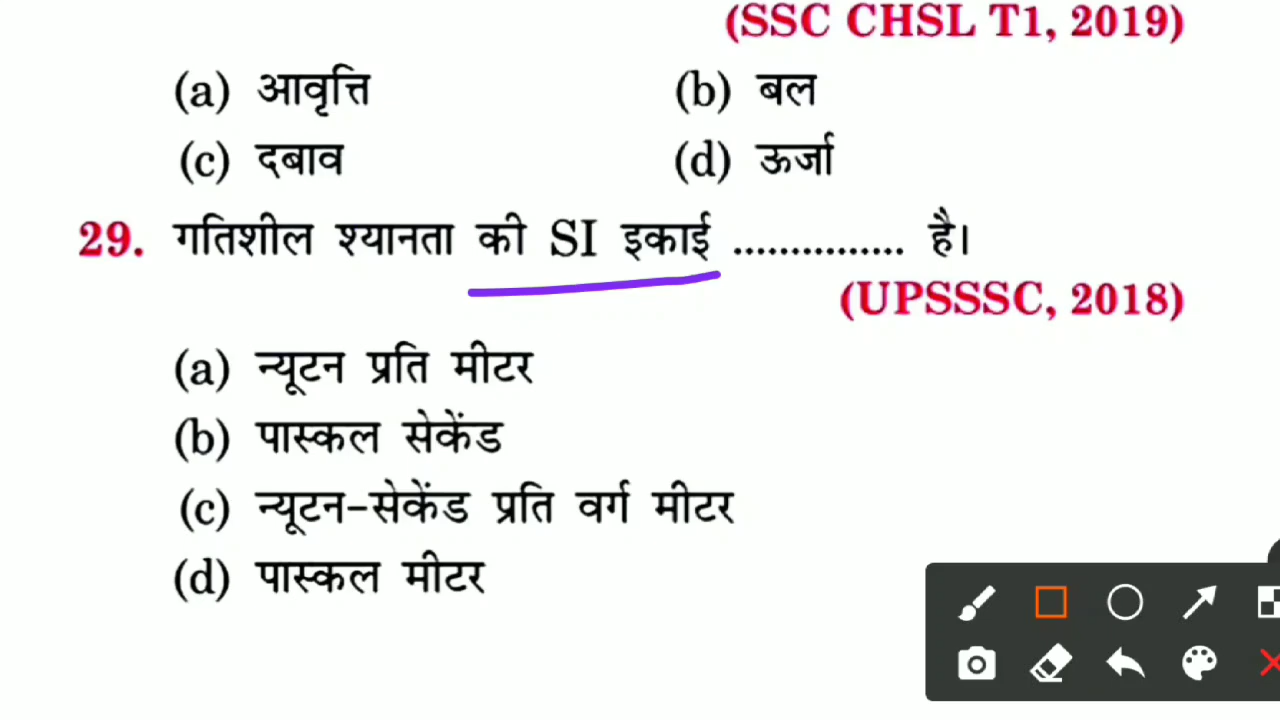 (SSC CHSL T1, 2019)
(a) आवृत्ति (b) बल
(c) दबाव (d) ऊर्जा
29. गतिशील श्यानता की SI इकाई ............... है।
(UPSSSC, 2018)
(a) न्यूटन प्रति मीटर
(b) पास्कल सेकेंड
(c) न्यूटन-सेकेंड प्रति वर्ग मीटर
(d) पास्कल मीटर